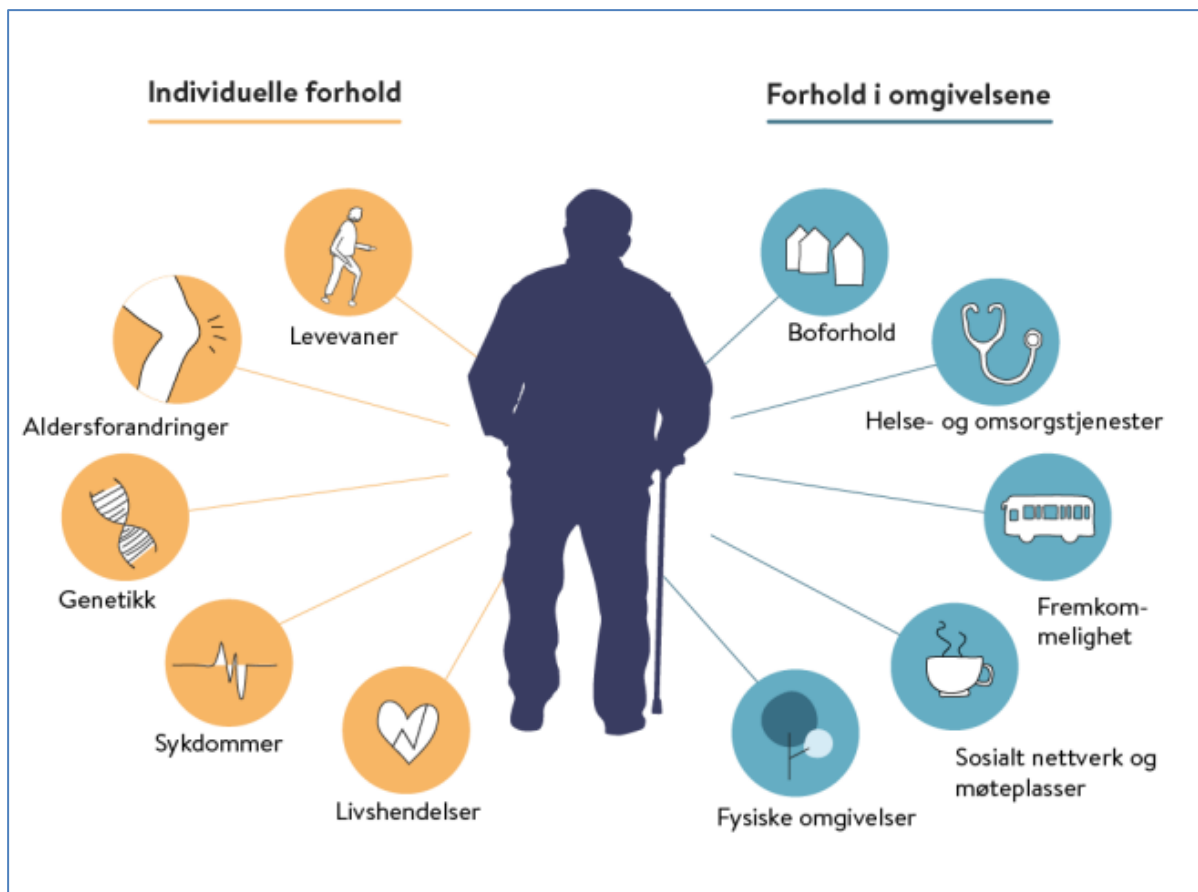 Individuelle forhold
Levevaner
Aldersforandringer
Genetikk
Sykdommer
Livshendelser
Forhold i omgivelsene
Boforhold
Helse- og omsorgstjenester
Fremkom-
melighet
Sosialt nettverk og
møteplasser
Fysiske omgivelser